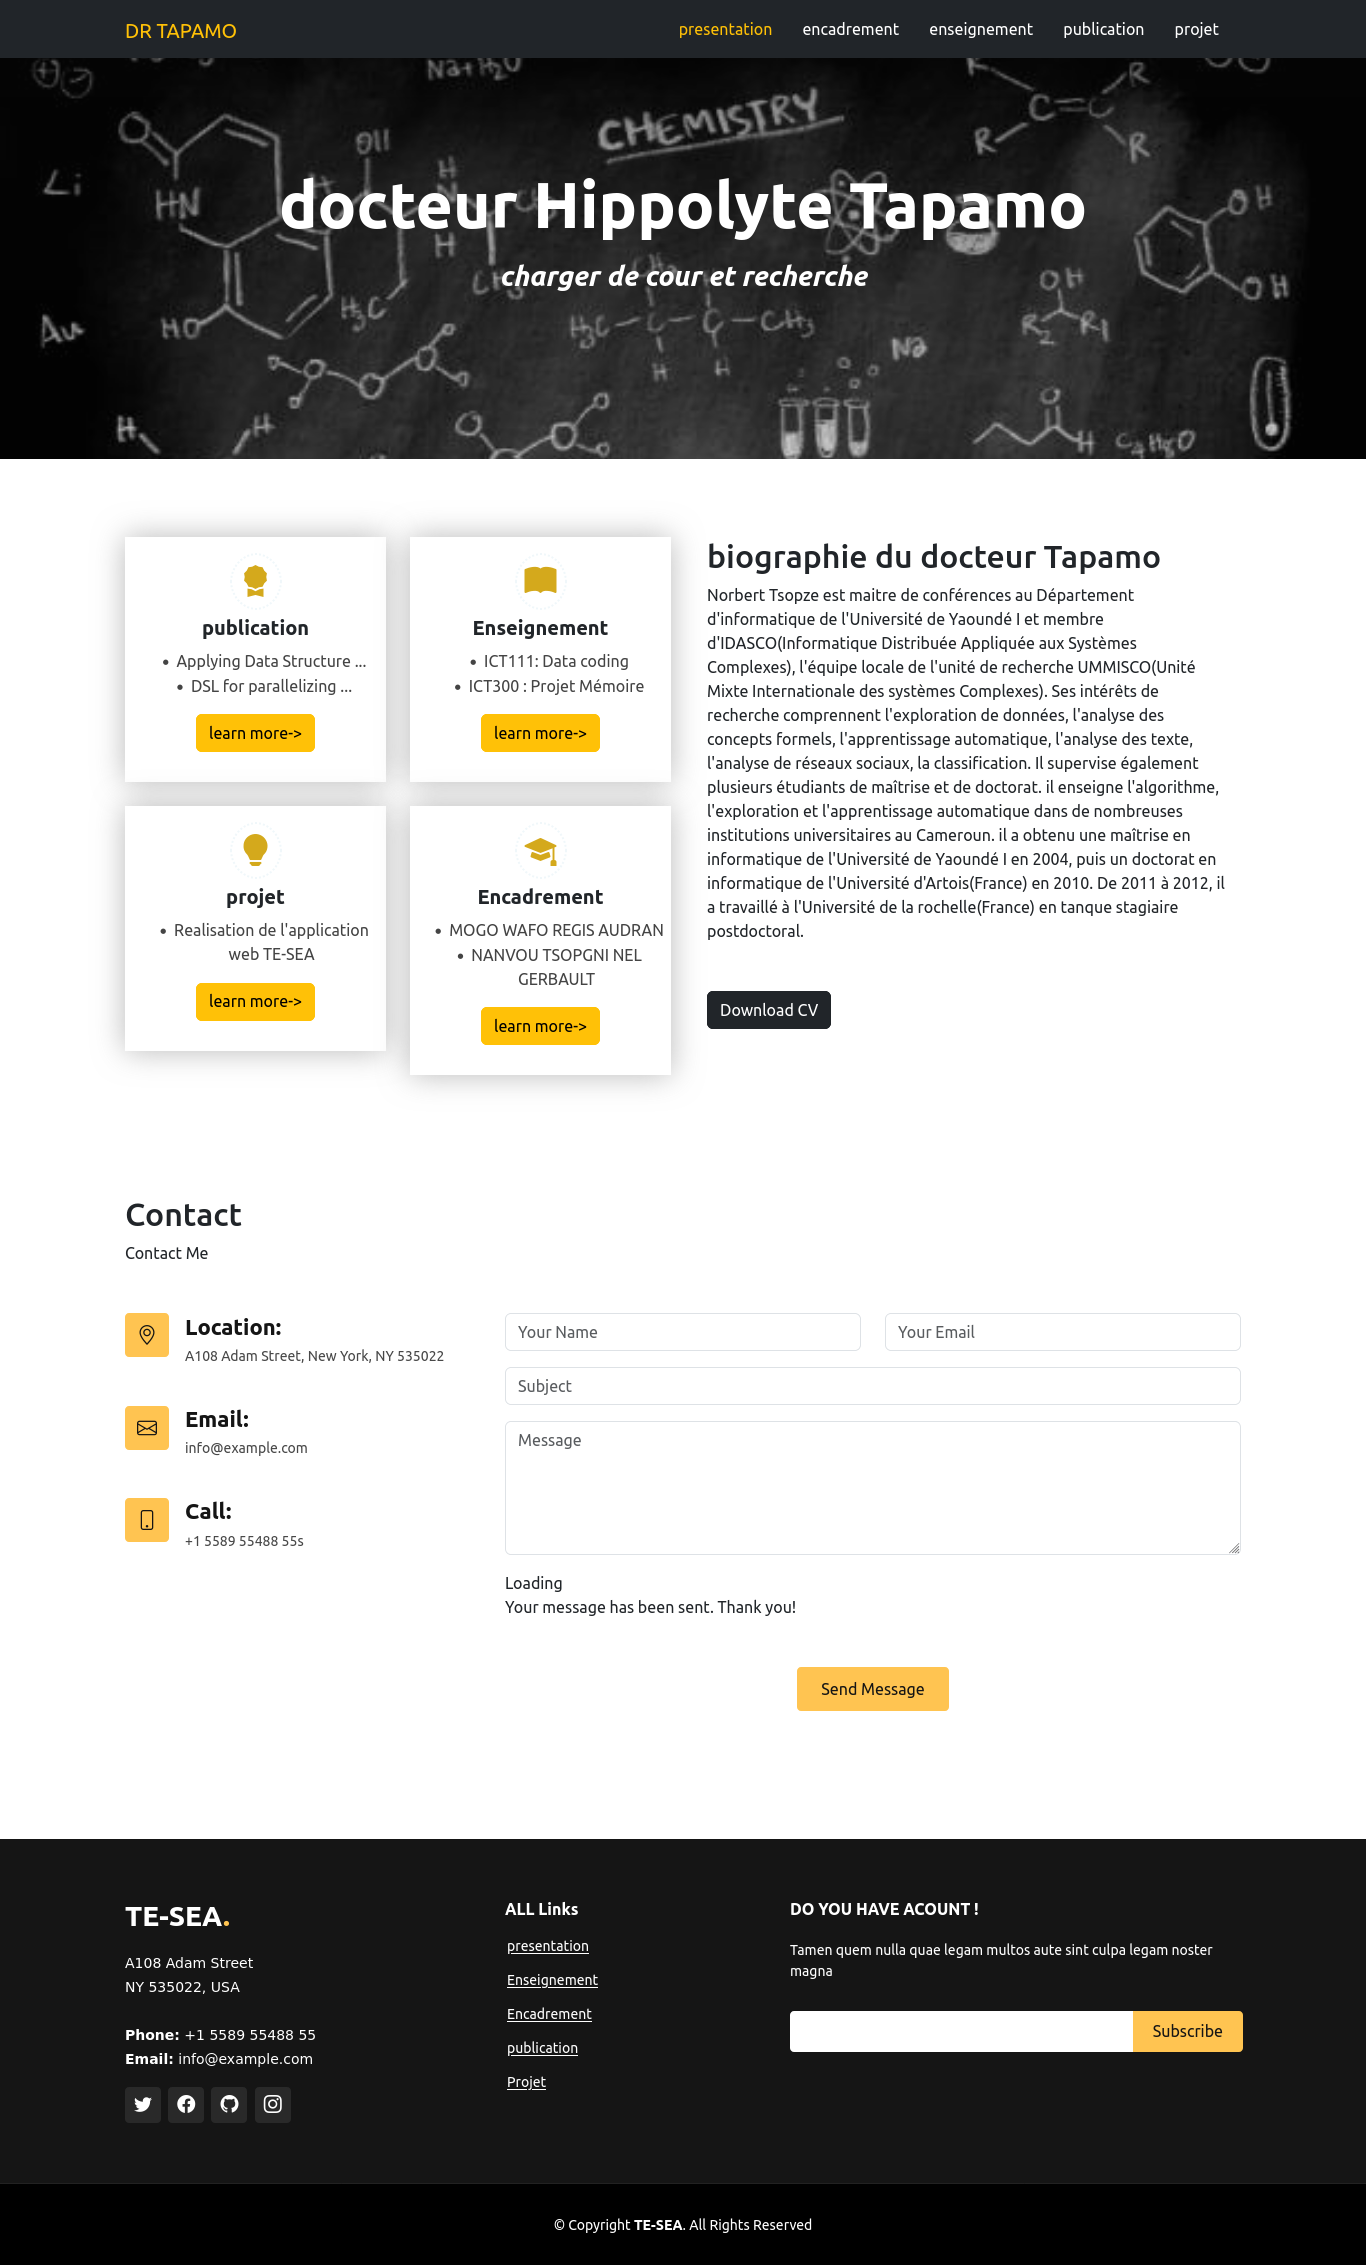 DR TAPAMO
presentation encadrement enseignement publication projet
Na+H2O
CHEMISTRY
docteur Hippolyte Tapamo
charger de cour et recherche
Li
Au
HO
Na
publication
• Applying Data Structure ...
• DSL for parallelizing ...
learn more->
Enseignement
• ICT111: Data coding
• ICT300 : Projet Mémoire
learn more->
projet
• Realisation de l'application
web TE-SEA
learn more->
Encadrement
• MOGO WAFO REGIS AUDRAN
• NANVOU TSOPGNI NEL
GERBAULT
learn more->
biographie du docteur Tapamo
Norbert Tsopze est maitre de conférences au Département
d'informatique de l'Université de Yaoundé I et membre
d'IDASCO(Informatique Distribuée Appliquée aux Systèmes
Complexes), l'équipe locale de l'unité de recherche UMMISCO(Unité
Mixte Internationale des systèmes Complexes). Ses intérêts de
recherche comprennent l'exploration de données, l'analyse des
concepts formels, l'apprentissage automatique, l'analyse des texte,
l'analyse de réseaux sociaux, la classification. Il supervise également
plusieurs étudiants de maîtrise et de doctorat. il enseigne l'algorithme,
l'exploration et l'apprentissage automatique dans de nombreuses
institutions universitaires au Cameroun. il a obtenu une maîtrise en
informatique de l'Université de Yaoundé I en 2004, puis un doctorat en
informatique de l'Université d'Artois(France) en 2010. De 2011 à 2012, il
a travaillé à l'Université de la rochelle(France) en tanque stagiaire
postdoctoral.
Download CV
Contact
Contact Me
Location:
A108 Adam Street, New York, NY 535022
Email:
info@example.com
Call:
+1 5589 55488 55s
Your Name
Your Email
Subject
Message
Loading
Your message has been sent. Thank you!
Send Message
TE-SEA.
A108 Adam Street
NY 535022, USA
Phone: +1 5589 55488 55
Email: info@example.com
ALL Links
presentation
Enseignement
Encadrement
publication
Projet
DO YOU HAVE ACOUNT !
Tamen quem nulla quae legam multos aute sint culpa legam noster
magna
Subscribe
© Copyright TE-SEA. All Rights Reserved